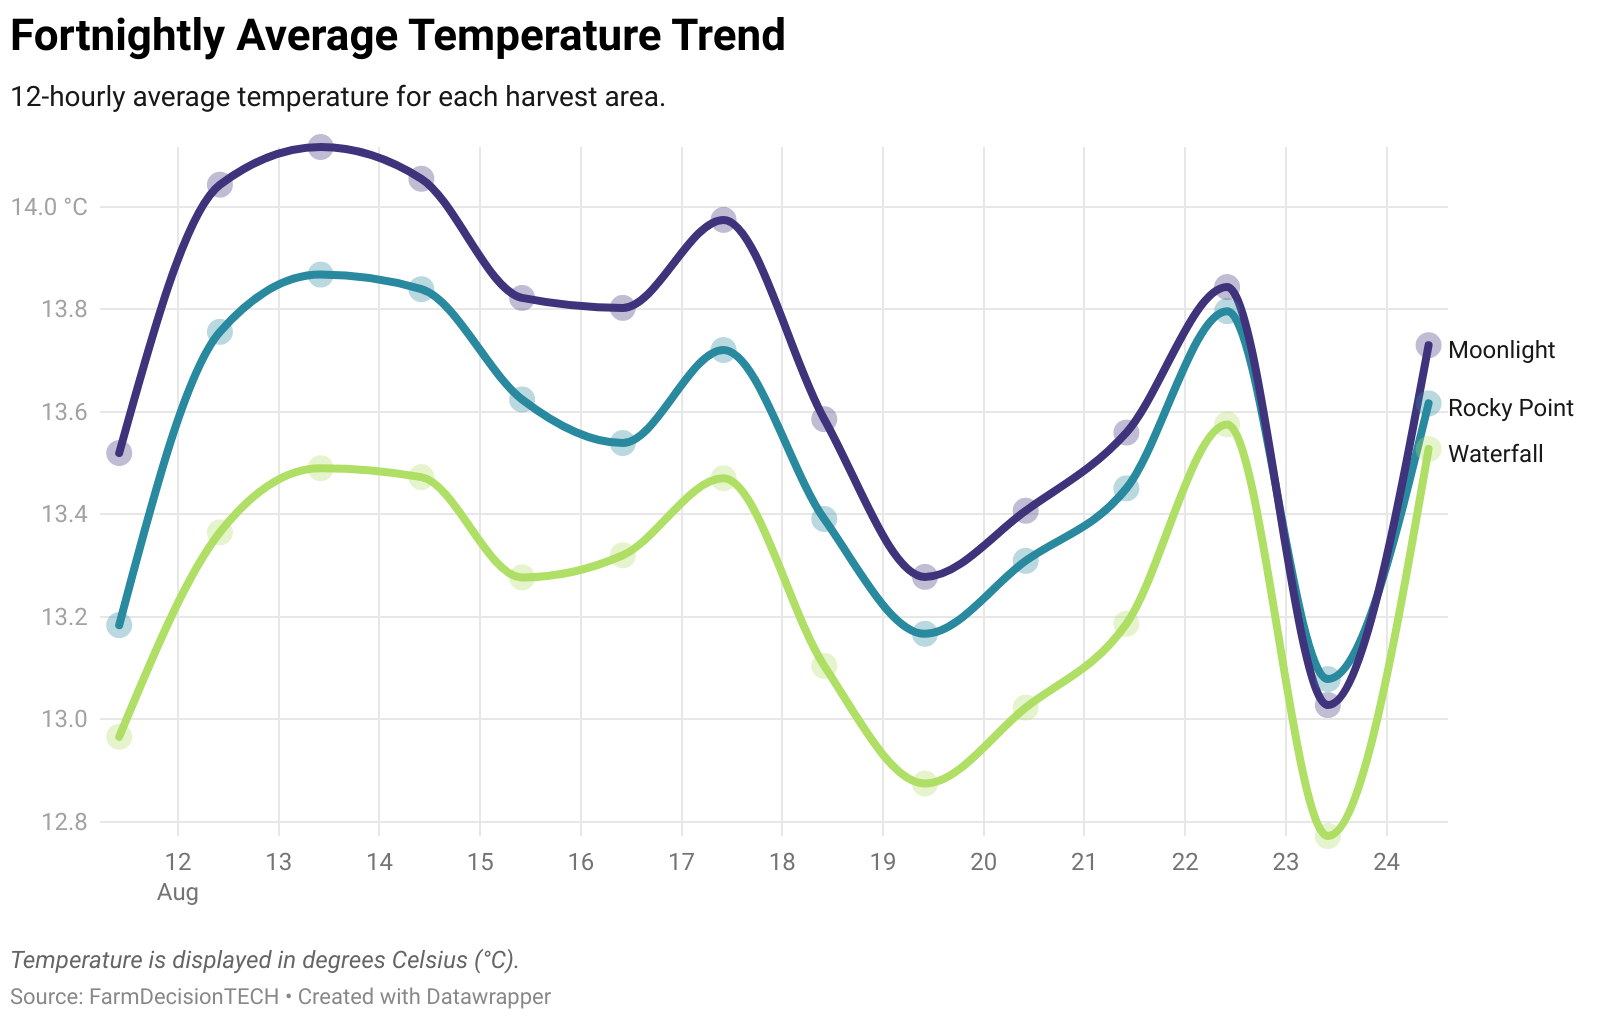 Fortnightly Average Temperature Trend
12-hourly average temperature for each harvest area.
14.0 °C
13.8
13.6
13.4
13.2
13.0
12.8
Moonlight
Rocky Point
Waterfall
12 13 14 15 16 17 18 19 20 21 22 23 24
Aug
Temperature is displayed in degrees Celsius (°C).
Source: FarmDecisionTECH • Created with Datawrapper